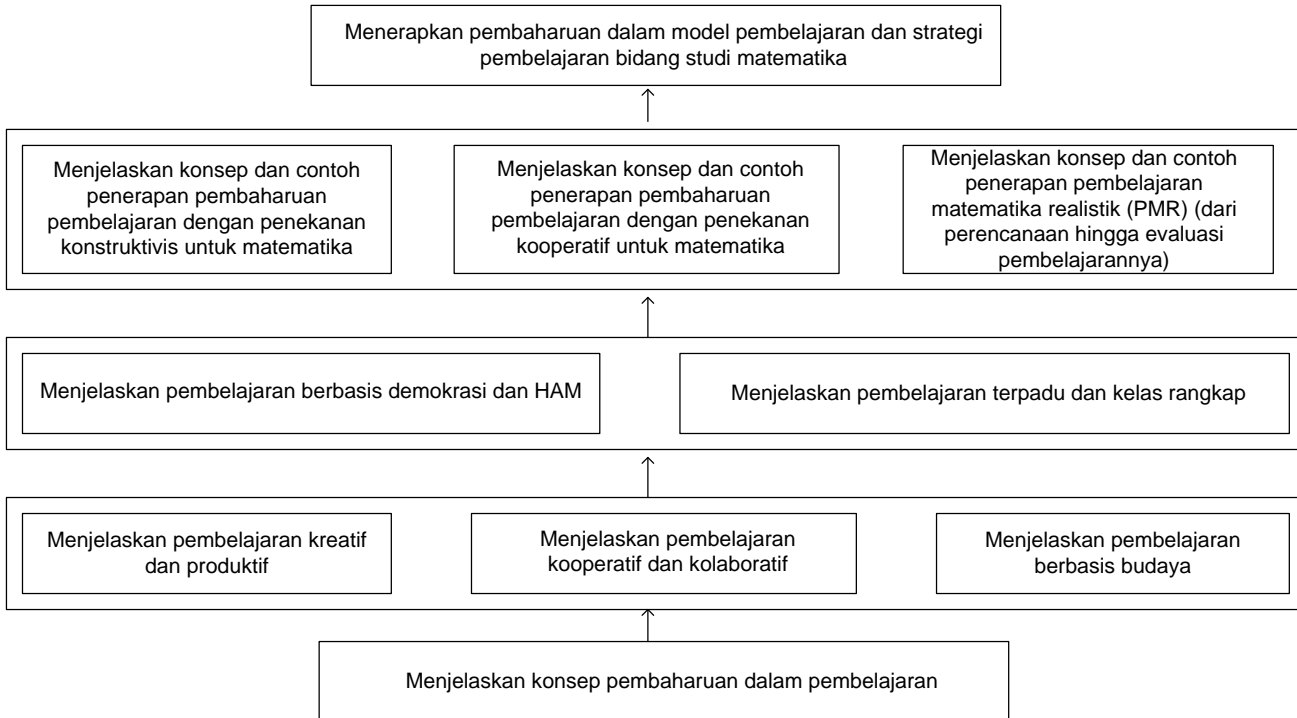 Menerapkan pembaharuan dalam model pembelajaran dan strategi
pembelajaran bidang studi matematika
Menjelaskan konsep dan contoh
penerapan pembaharuan
pembelajaran dengan penekanan
konstruktivis untuk matematika
Menjelaskan konsep dan contoh
penerapan pembaharuan
pembelajaran dengan penekanan
kooperatif untuk matematika
Menjelaskan konsep dan contoh
penerapan pembelajaran
matematika realistik (PMR) (dari
perencanaan hingga evaluasi
pembelajarannya)
Menjelaskan pembelajaran berbasis demokrasi dan HAM
Menjelaskan pembelajaran terpadu dan kelas rangkap
Menjelaskan pembelajaran kreatif
dan produktif
Menjelaskan pembelajaran
kooperatif dan kolaboratif
Menjelaskan pembelajaran
berbasis budaya
Menjelaskan konsep pembaharuan dalam pembelajaran